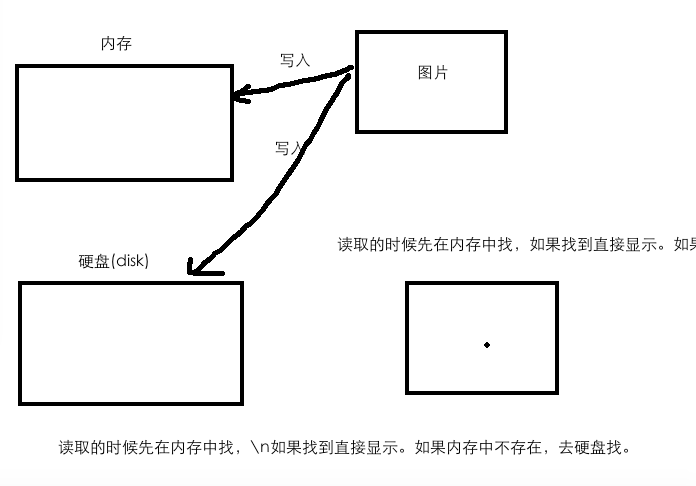 内存
写入
图片
写入
读取的时候先在内存中找，如果找到直接显示。如果
硬盘(disk)
读取的时候先在内存中找，\n如果找到直接显示。如果内存中不存在，去硬盘找。